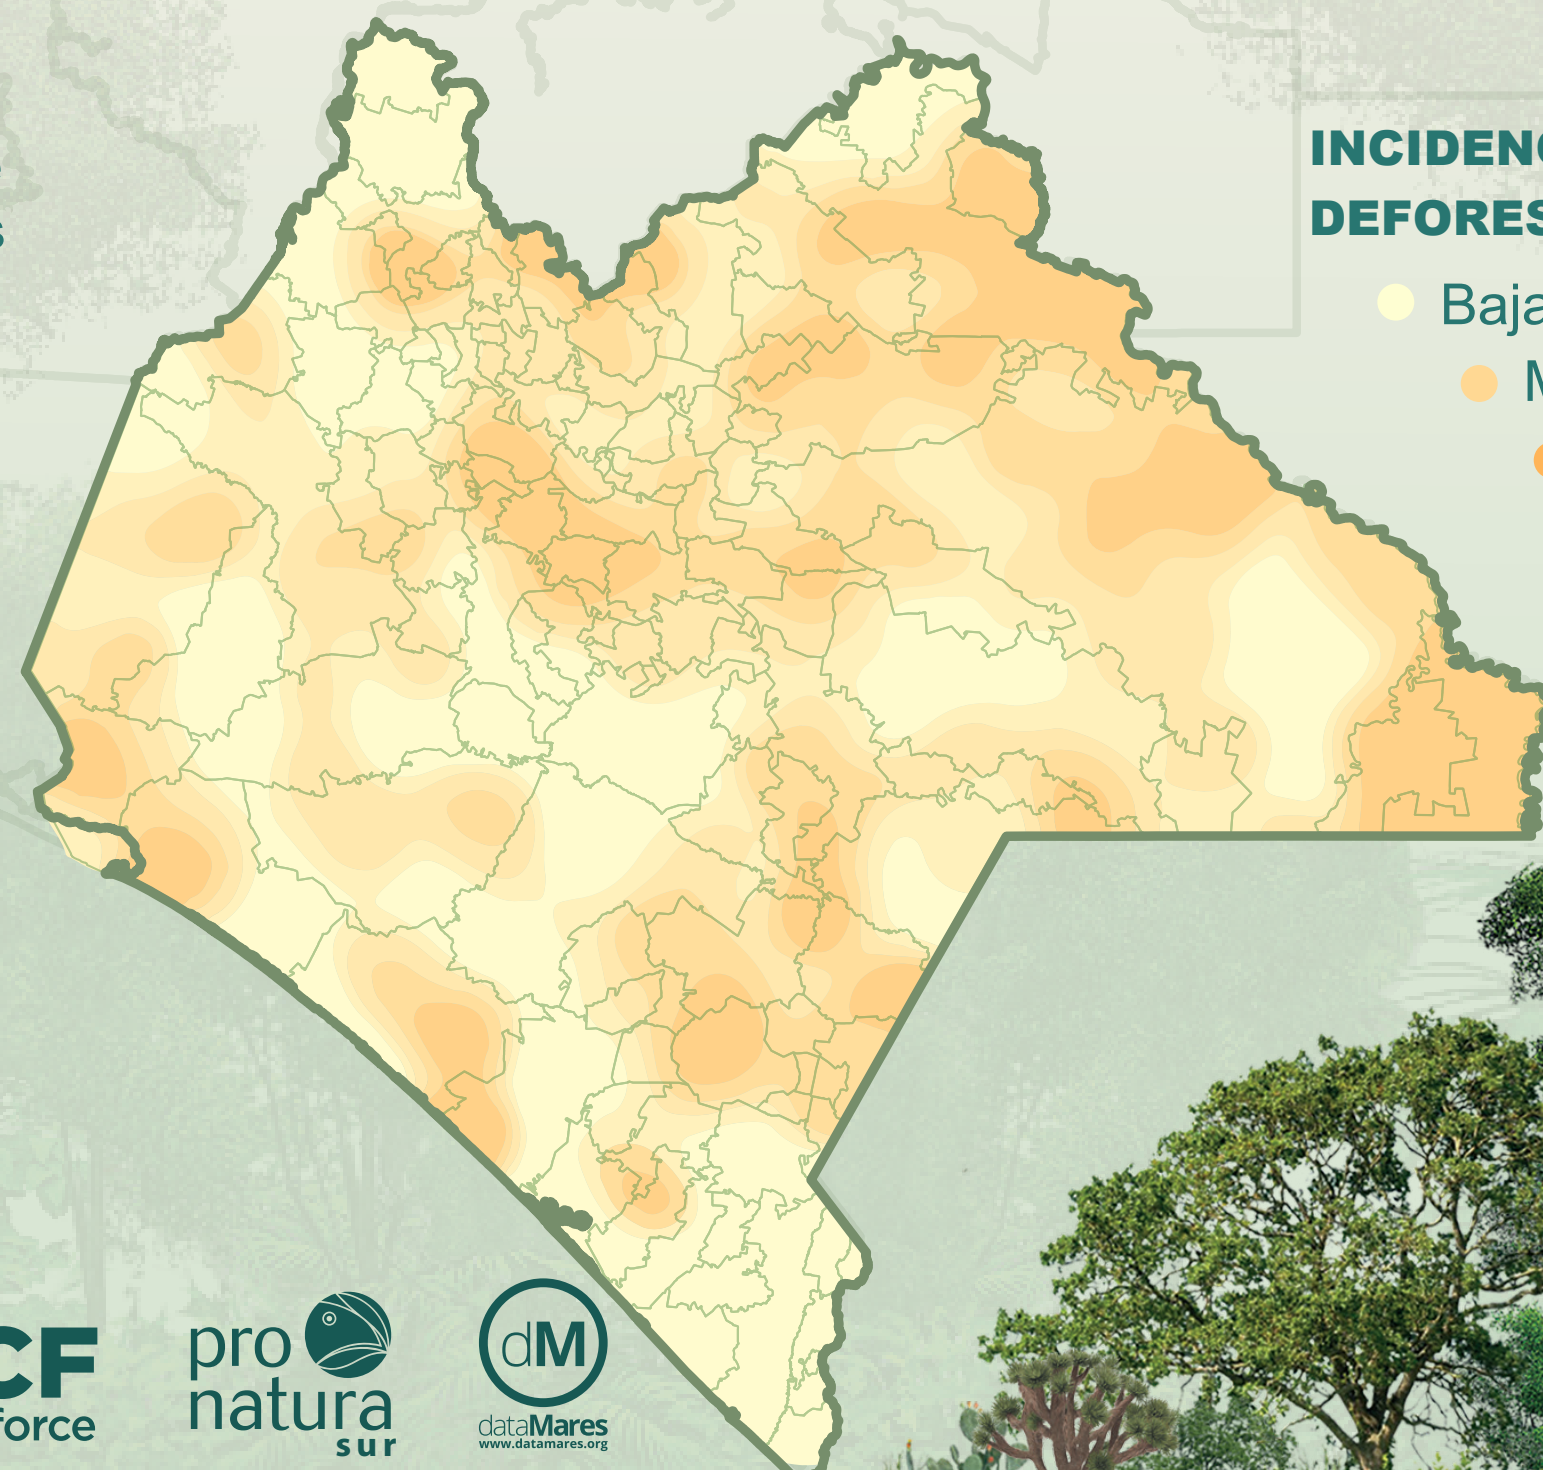 s
INCIDENC
DEFORES
Baja
M
CF
force
pro
natura
sur
dM
dataMares
www.datamares.org